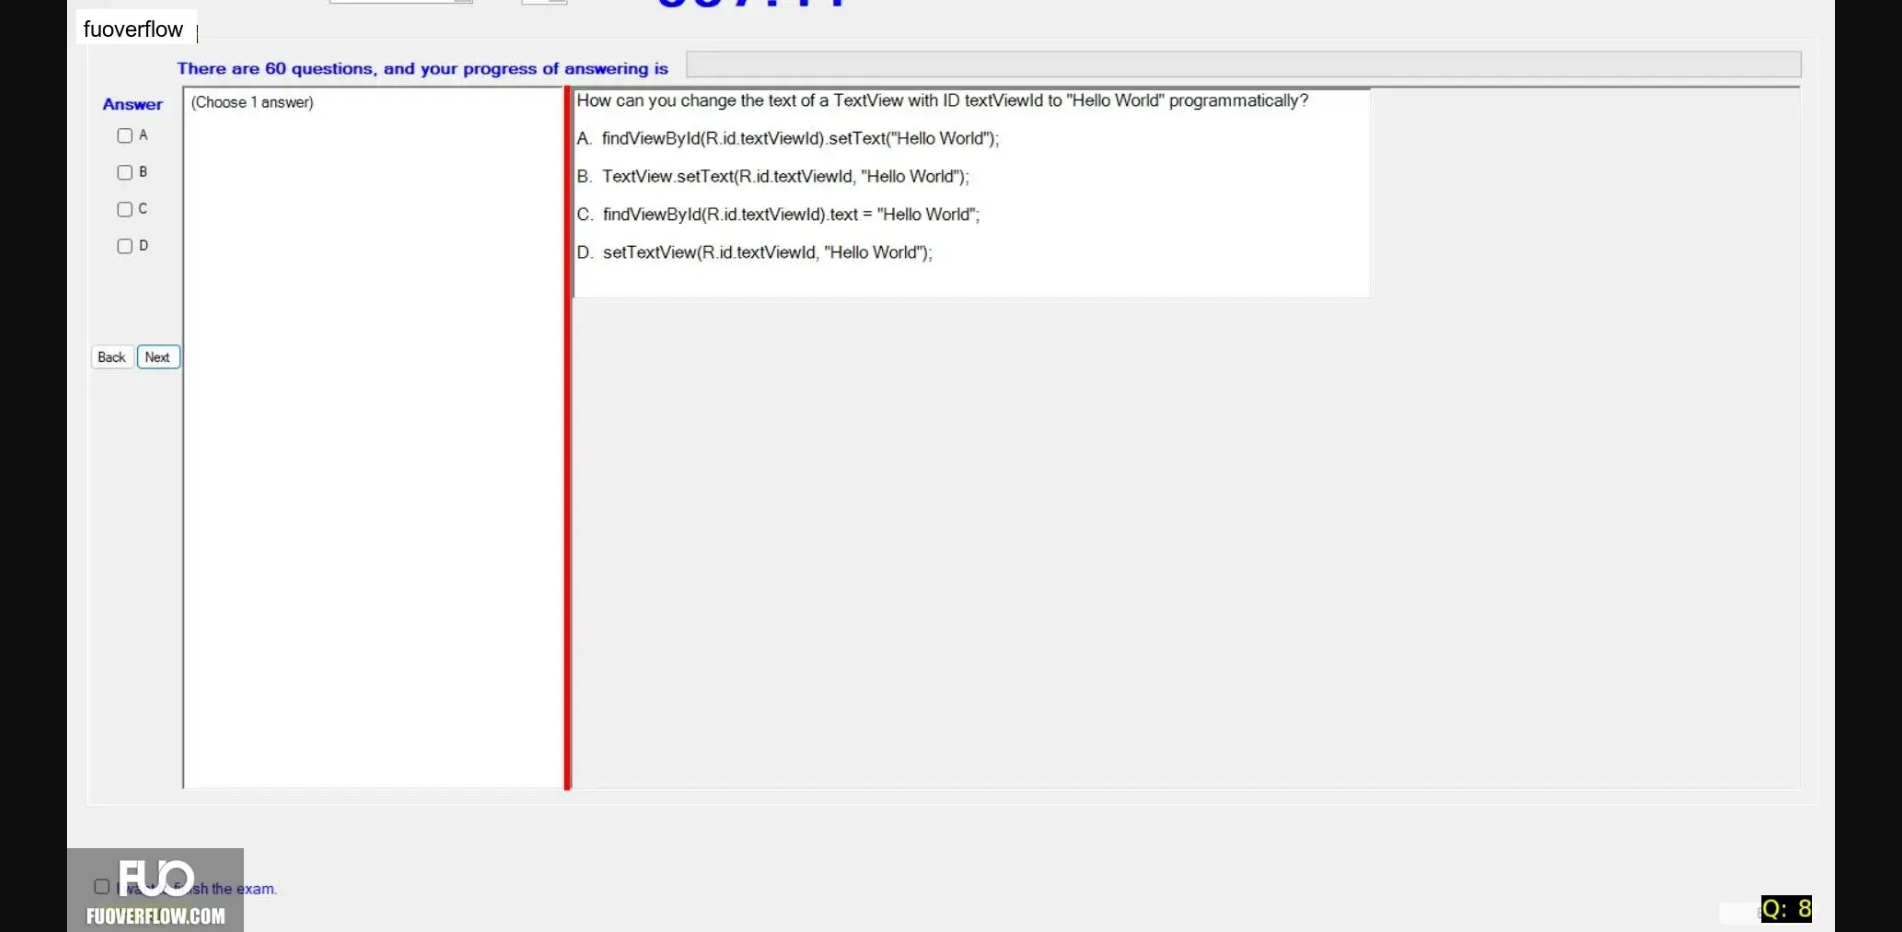 fuoverflow
There are 60 questions, and your progress of answering is
Answer
(Choose 1 answer)
A
B
C
D
Back
Next
How can you change the text of a TextView with ID textViewId to "Hello World" programmatically?
A. findViewById(R.id.textViewId).setText("Hello World");
B. TextView.setText(R.id.textViewId, "Hello World");
C. findViewById(R.id.textViewId).text = "Hello World";
D. setTextView(R.id.textViewId, "Hello World");
FUO
the exam.
FUOVERFLOW.COM
Q: 8